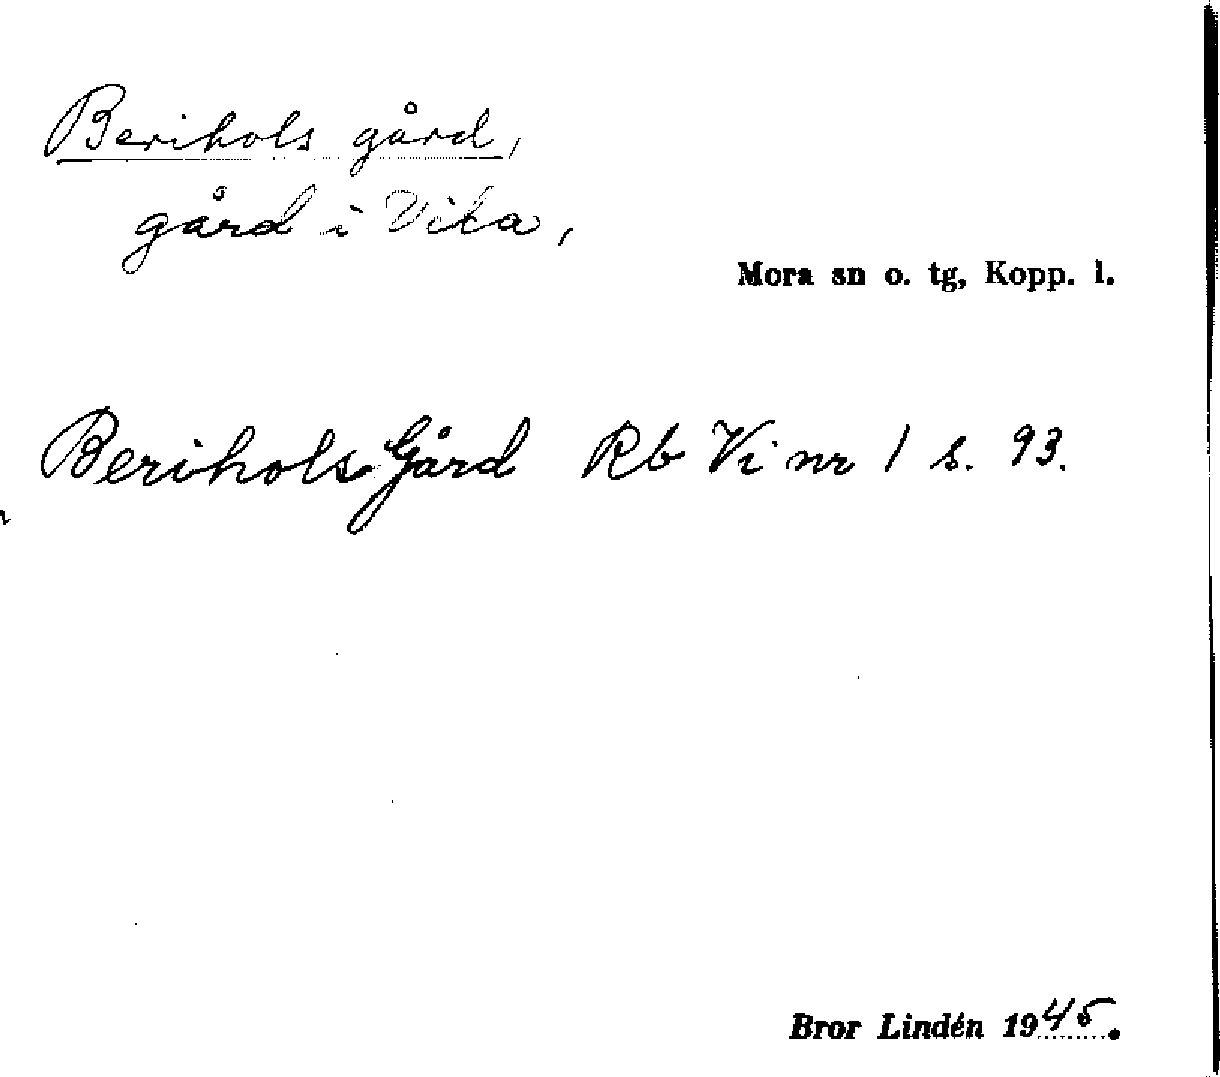 Berihols gård,
gård i Vika,
Mora sn o. tg, Kopp. l.
Berihols Gård Rb Vi nr 1 s. 93.
Bror Lindén 1945.